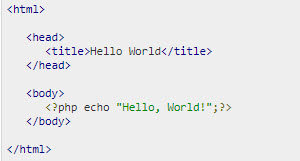 <html>
<head>
<title>Hello World</title>
</head>
<body>
<?php echo "Hello, World!";?>
</body>
</html>